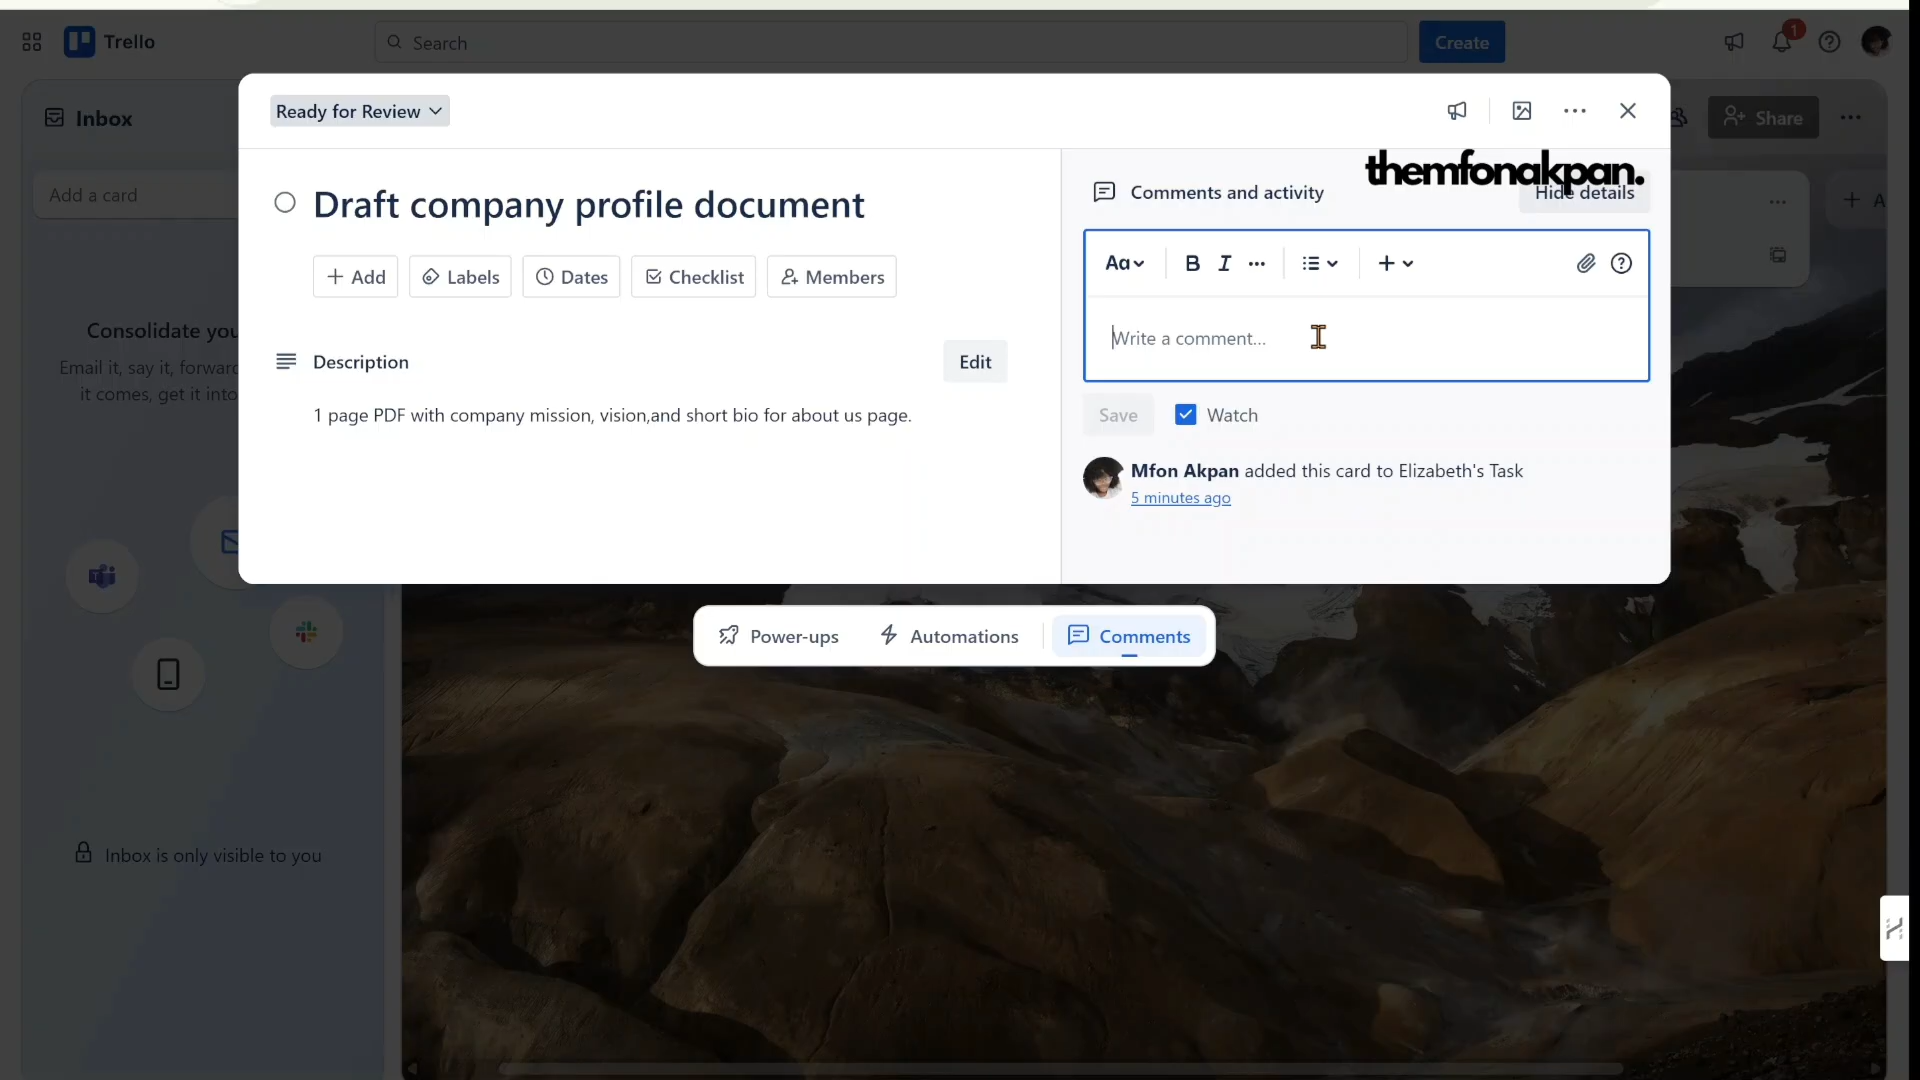 Trello
Search
Create
1
Inbox
Ready for Review
Share
themfonakpan.
Add a card
Draft company profile document
Comments and activity
Hide details
+ A
Add
Labels
Dates
Checklist
Members
Aa
B I
Consolidate you
Write a comment...
Email it, say it, forward
Description
Edit
it comes, get it into
1 page PDF with company mission, vision,and short bio for about us page.
Save
Watch
Mfon Akpan added this card to Elizabeth's Task
5 minutes ago
Power-ups
Automations
Comments
Inbox is only visible to you